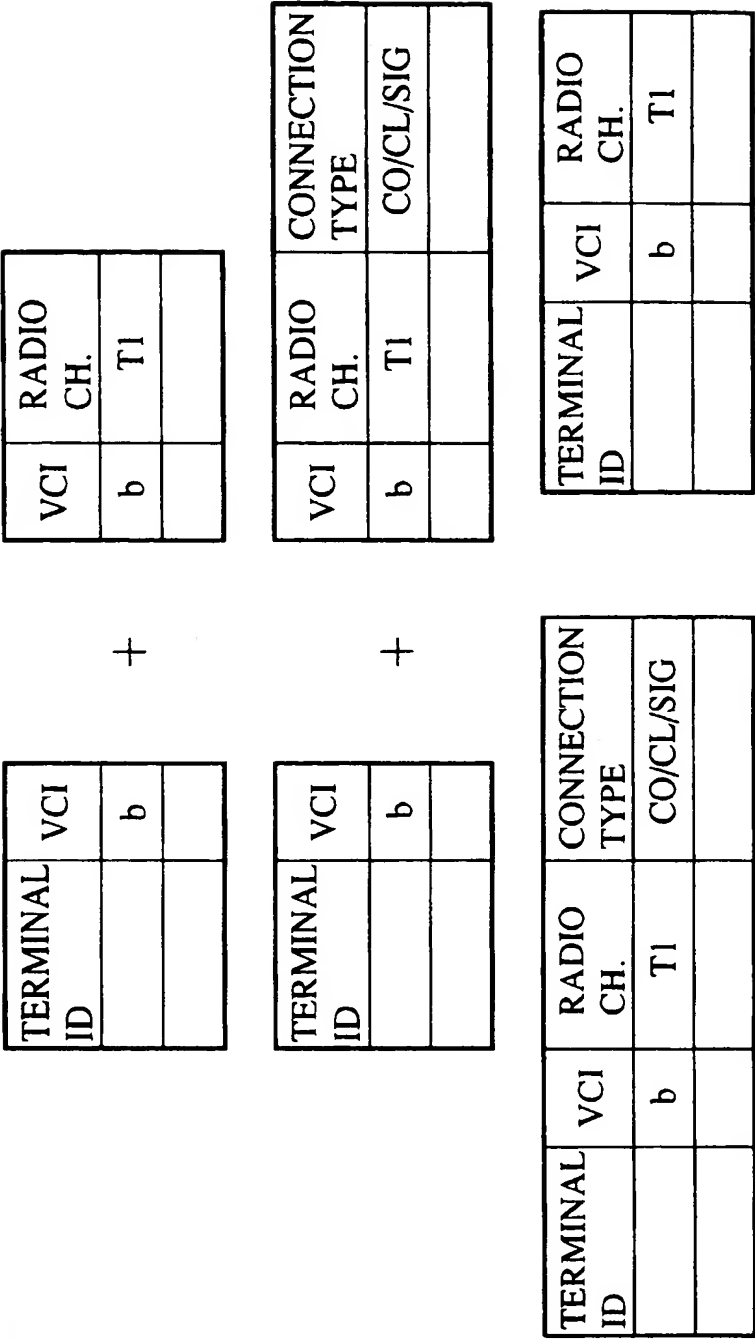 TERMINAL
ID
VCI
b
+
VCI
RADIO
CH.
b
T1
TERMINAL
ID
VCI
b
+
VCI
RADIO
CH.
CONNECTION
TYPE
b
T1
CO/CL/SIG
TERMINAL
ID
VCI
RADIO
CH.
CONNECTION
TYPE
b
T1
CO/CL/SIG
TERMINAL
ID
VCI
RADIO
CH.
b
T1